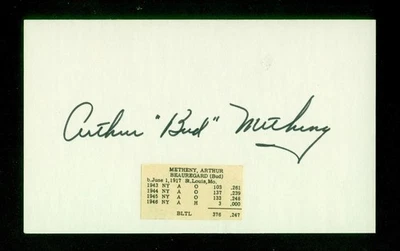 Arthur "Bud" Metheny
METHENY, ARTHUR
BEAUREGARD (Bud)
b. June 1, 1917 St. Louis, Mo.
1943 NY A O 103 .261
1944 NY A O 137 .239
1945 NY A O 133 .248
1946 NY A H 3 .000
BLTL 376 .247